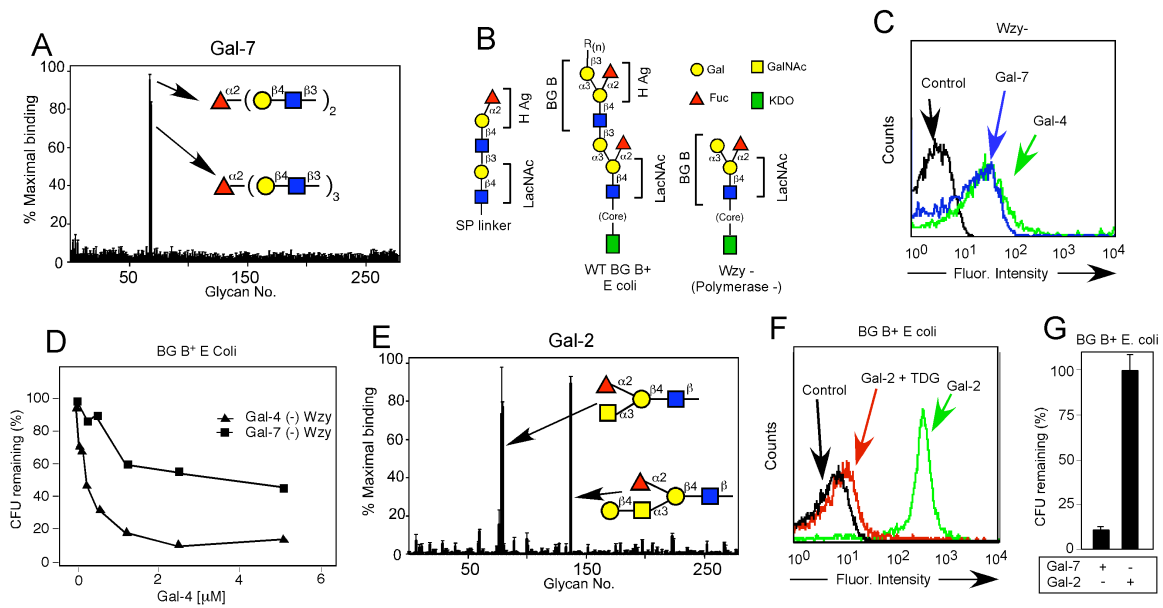 A
Gal-7
% Maximal binding
100
80
60
40
20
0
50
150
250
Glycan No.
α2
β4
β3
2
α2
β4
β3
3
B
R(n)
BG B
α3
α2
H Ag
β4
β3
α3
α2
β4
LacNAc
(Core)
WT BG B+
E coli
α2
H Ag
β4
β3
β4
LacNAc
SP linker
Gal
GalNAc
Fuc
KDO
BG B
α3
α2
β4
LacNAc
(Core)
Wzy -
(Polymerase -)
C
Wzy-
Control
Gal-7
Gal-4
Counts
10⁰
10¹
10²
10³
10⁴
Fluor. Intensity
D
BG B⁺ E Coli
CFU remaining (%)
100
80
60
40
20
0
Gal-4 (-) Wzy
Gal-7 (-) Wzy
0
2
4
6
Gal-4 [μM]
E
Gal-2
% Maximal binding
100
80
60
40
20
0
50
150
250
Glycan No.
α2
β4
β
α3
α2
β4
β
β4
α3
F
BG B+ E coli
Control
Gal-2 + TDG
Gal-2
Counts
10⁰
10¹
10²
10³
10⁴
Fluor. Intensity
G
BG B+ E. coli
CFU remaining (%)
100
75
50
25
0
Gal-7 + -
Gal-2 - +